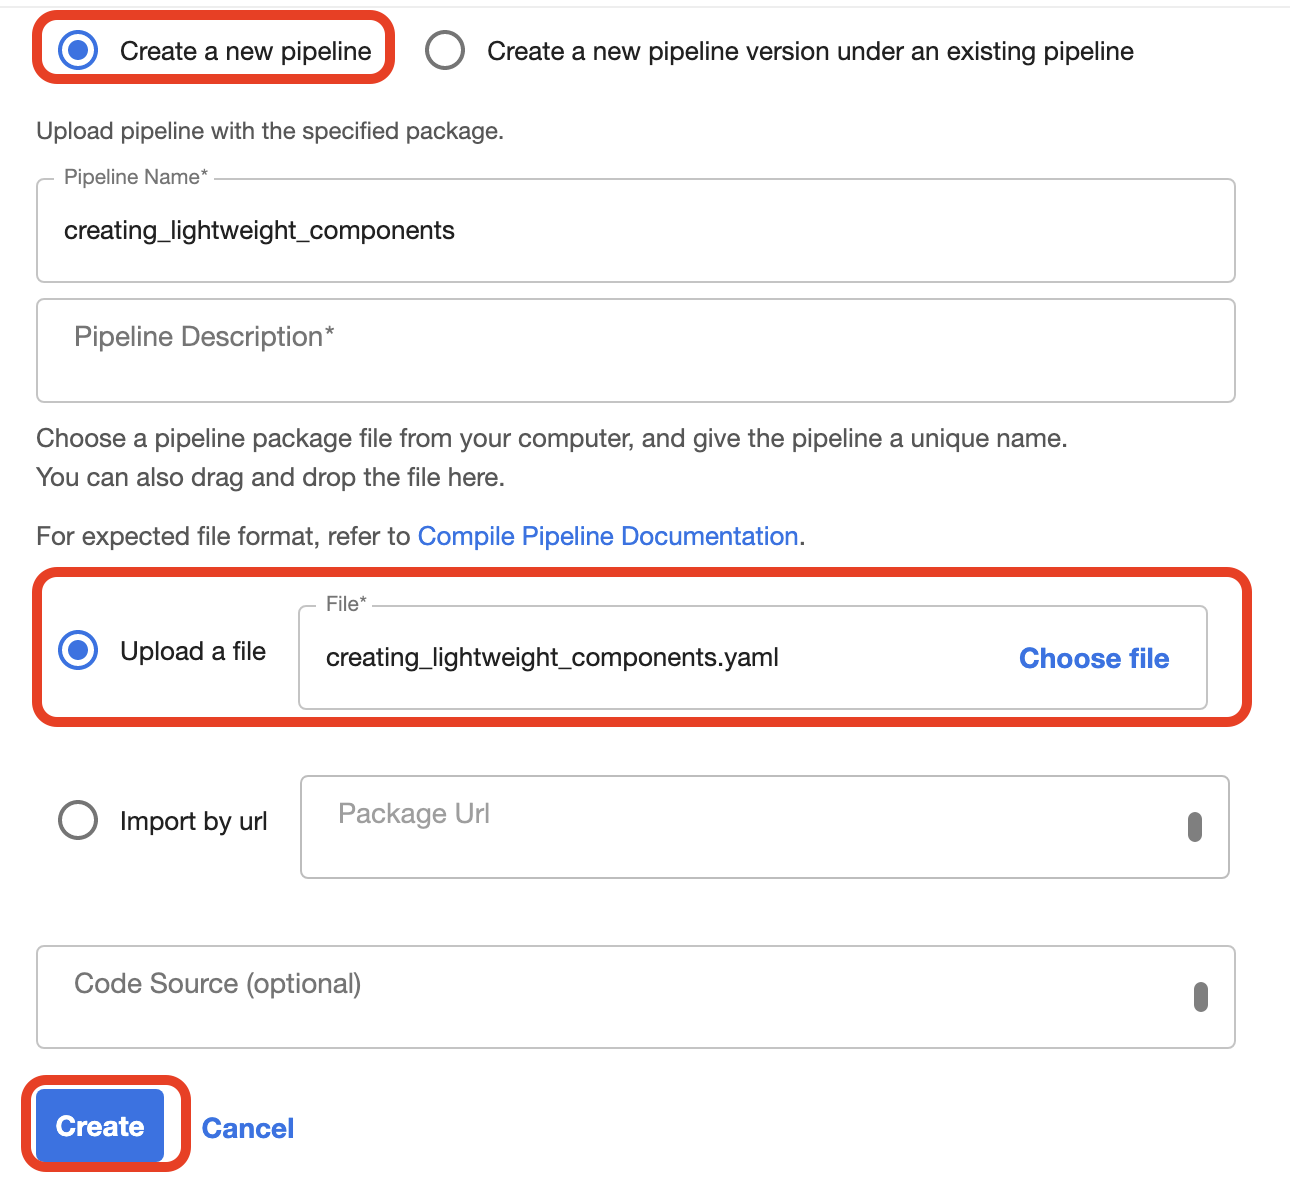 Create a new pipeline Create a new pipeline version under an existing pipeline
Upload pipeline with the specified package.
Pipeline Name*
creating_lightweight_components
Pipeline Description*
Choose a pipeline package file from your computer, and give the pipeline a unique name.
You can also drag and drop the file here.
For expected file format, refer to Compile Pipeline Documentation.
File*
Upload a file creating_lightweight_components.yaml Choose file
Import by url Package Url
Code Source (optional)
Create Cancel